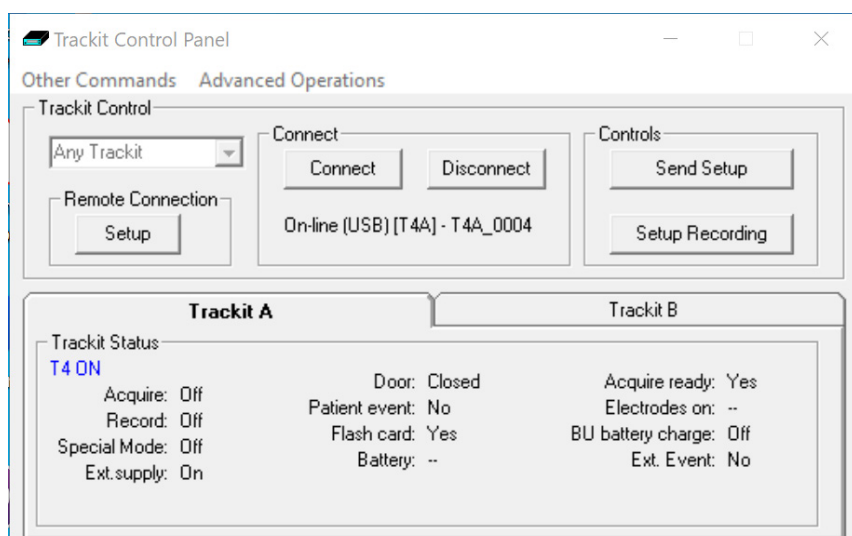 Trackit Control Panel
Other Commands Advanced Operations
Trackit Control
Any Trackit
Remote Connection
Setup
Connect
Connect Disconnect
On-line (USB) [T4A] - T4A_0004
Controls
Send Setup
Setup Recording
Trackit A Trackit B
Trackit Status
T4 ON
Acquire: Off
Record: Off
Special Mode: Off
Ext.supply: On
Door: Closed
Patient event: No
Flash card: Yes
Battery: --
Acquire ready: Yes
Electrodes on: --
BU battery charge: Off
Ext. Event: No